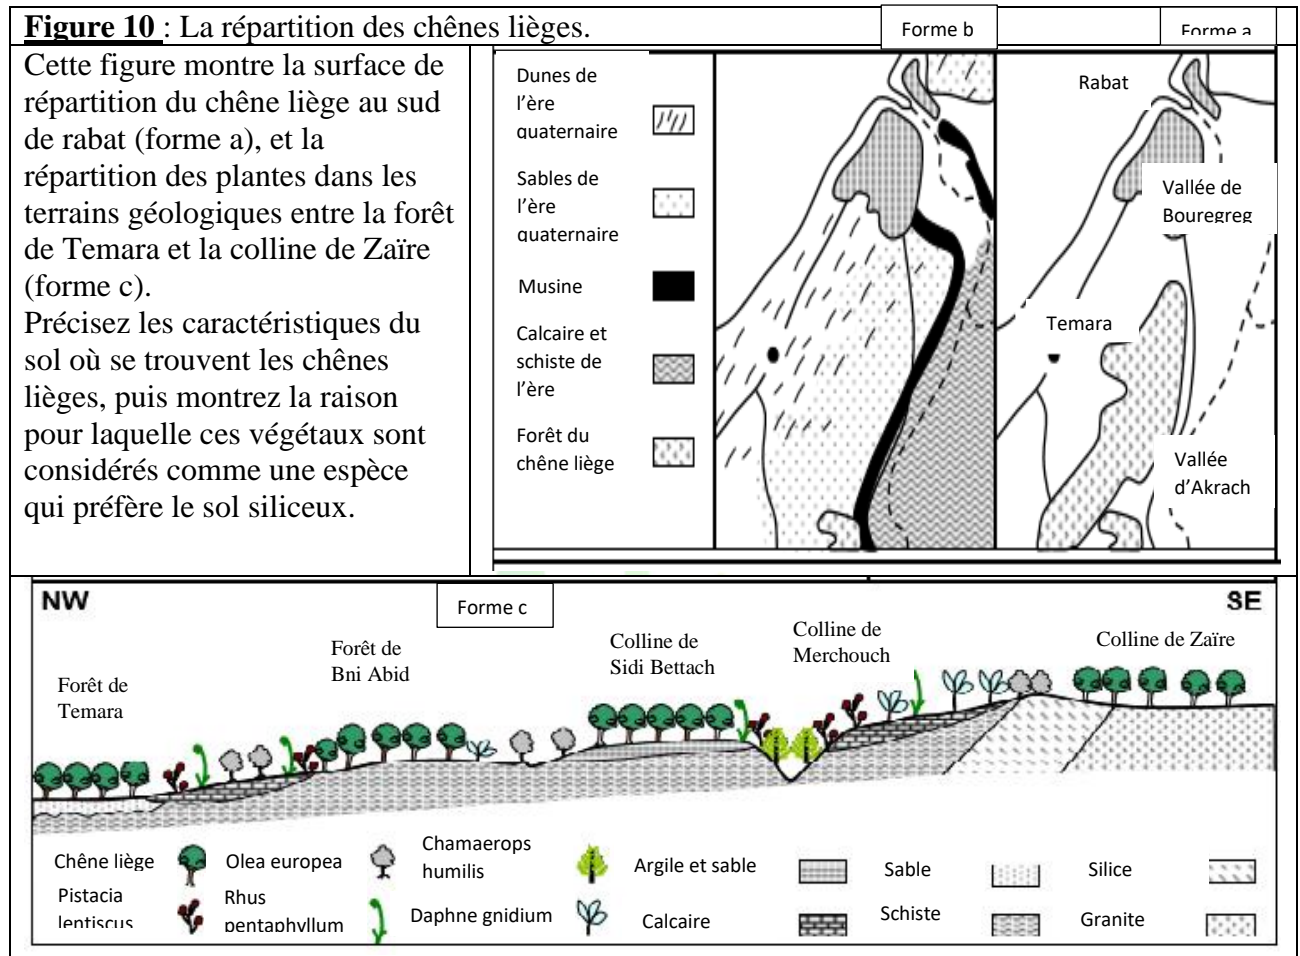 Figure 10 : La répartition des chênes lièges.
Forme b
Forme a
Cette figure montre la surface de
répartition du chêne liège au sud
de rabat (forme a), et la
répartition des plantes dans les
terrains géologiques entre la forêt
de Temara et la colline de Zaïre
(forme c).
Précisez les caractéristiques du
sol où se trouvent les chênes
lièges, puis montrez la raison
pour laquelle ces végétaux sont
considérés comme une espèce
qui préfère le sol siliceux.
Dunes de
l’ère
quaternaire
Sables de
l’ère
quaternaire
Musine
Calcaire et
schiste de
l’ère
Forêt du
chêne liège
Rabat
Vallée de
Bouregreg
Temara
Vallée
d’Akrach
NW
Forme c
SE
Forêt de
Temara
Forêt de
Bni Abid
Colline de
Sidi Bettach
Colline de
Merchouch
Colline de Zaïre
Chêne liège
Olea europea
Chamaerops
humilis
Argile et sable
Sable
Silice
Pistacia
lentiscus
Rhus
pentaphyllum
Daphne gnidium
Calcaire
Schiste
Granite